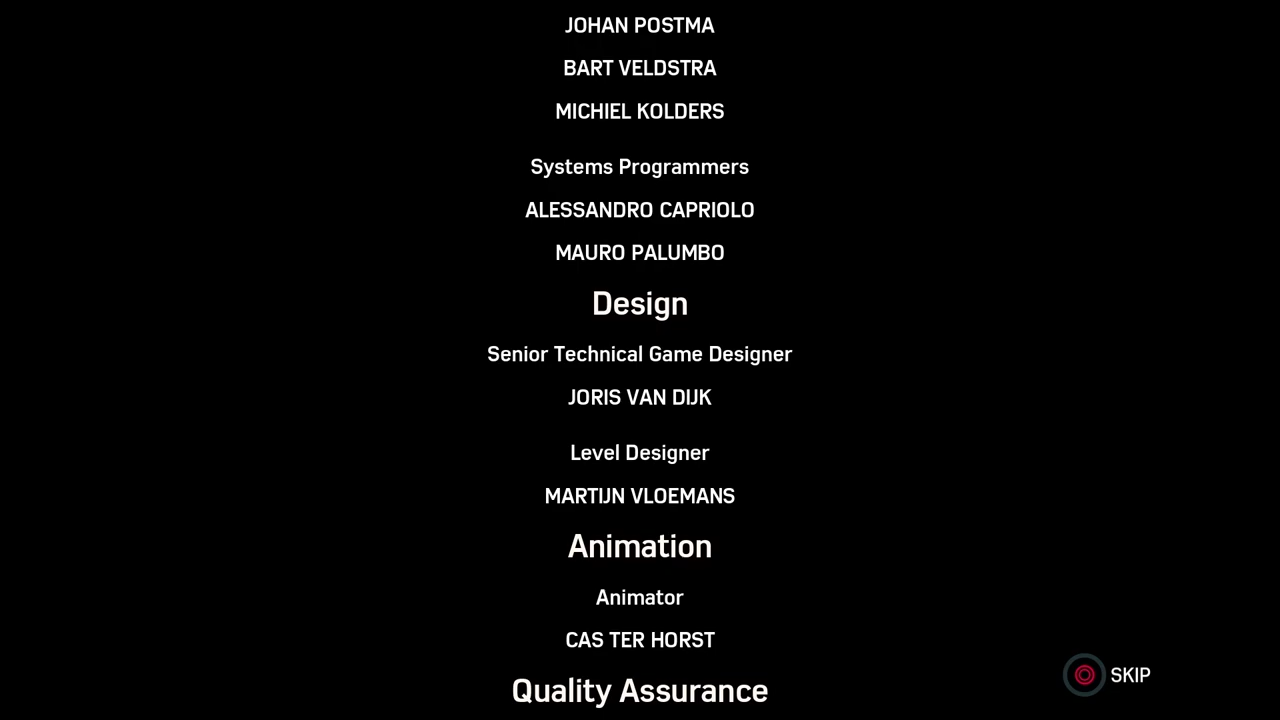 JOHAN POSTMA
BART VELDSTRA
MICHIEL KOLDERS
Systems Programmers
ALESSANDRO CAPRIOLO
MAURO PALUMBO
Design
Senior Technical Game Designer
JORIS VAN DIJK
Level Designer
MARTIJN VLOEMANS
Animation
Animator
CAS TER HORST
SKIP
Quality Assurance